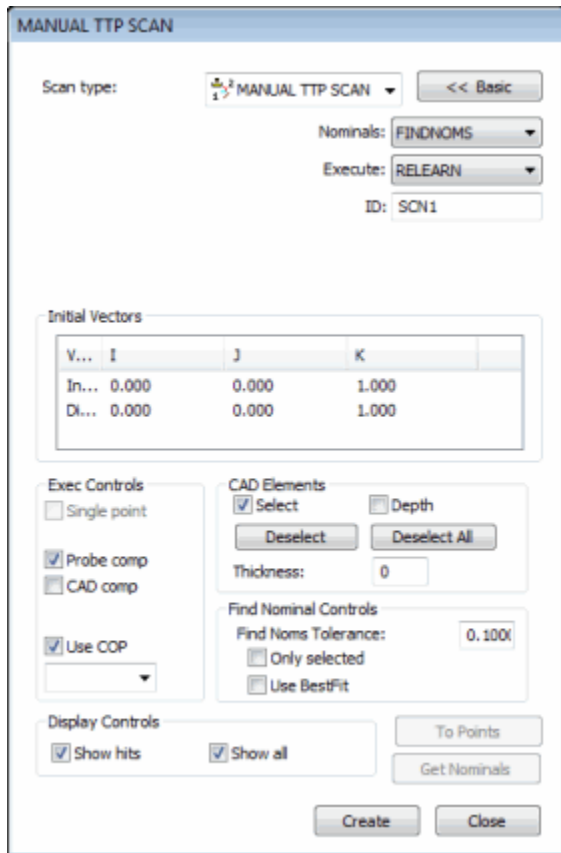 MANUAL TTP SCAN
Scan type: MANUAL TTP SCAN << Basic
Nominals: FINDNOMS
Execute: RELEARN
ID: SCN1
Initial Vectors
V... I J K
In... 0.000 0.000 1.000
Di... 0.000 0.000 1.000
Exec Controls
Single point
Probe comp
CAD comp
Use COP
CAD Elements
Select Depth
Deselect Deselect All
Thickness: 0
Find Nominal Controls
Find Noms Tolerance: 0.100
Only selected
Use BestFit
Display Controls
Show hits Show all
To Points
Get Nominals
Create Close